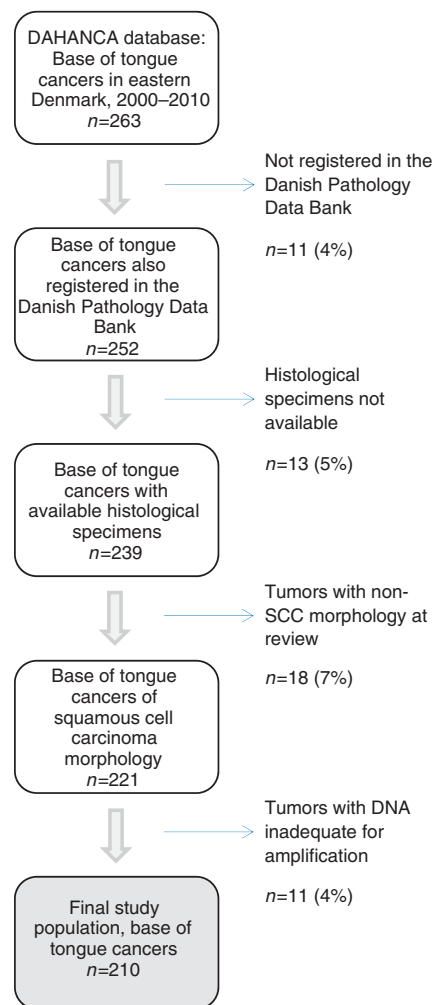 DAHANCA database:
Base of tongue
cancers in eastern
Denmark, 2000–2010
n=263
Not registered in the
Danish Pathology
Data Bank
n=11 (4%)
Base of tongue
cancers also
registered in the
Danish Pathology Data
Bank
n=252
Histological
specimens not
available
n=13 (5%)
Base of tongue
cancers with
available histological
specimens
n=239
Tumors with non-
SCC morphology at
review
n=18 (7%)
Base of tongue
cancers of
squamous cell
carcinoma
morphology
n=221
Tumors with DNA
inadequate for
amplification
n=11 (4%)
Final study
population, base of
tongue cancers
n=210